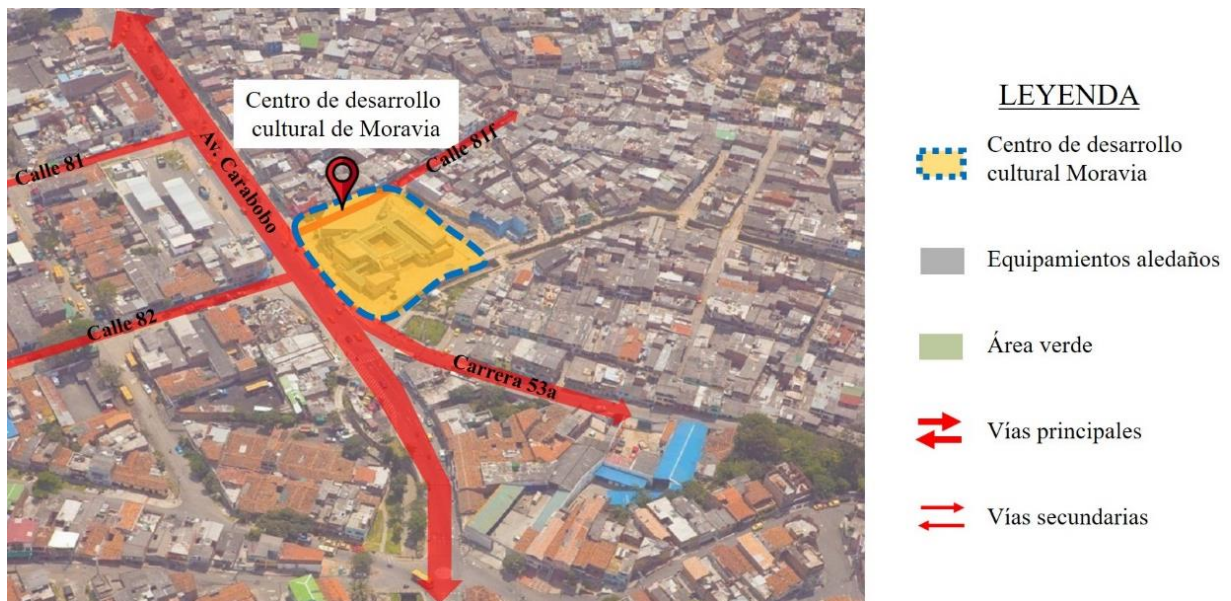 Centro de desarrollo
cultural de Moravia
Calle 81
Av. Carabobo
Calle 81f
Calle 82
Carrera 53a
LEYENDA
Centro de desarrollo
cultural Moravia
Equipamientos aledaños
Área verde
Vías principales
Vías secundarias